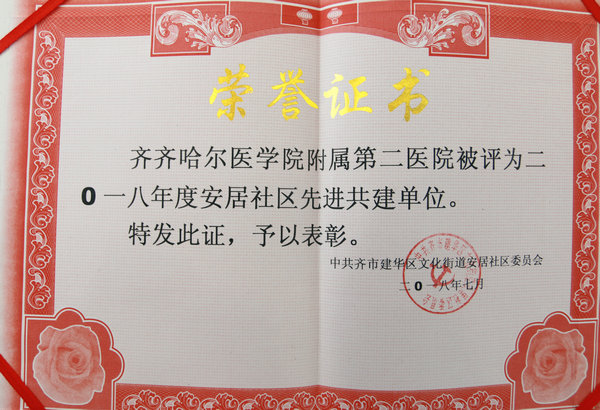 荣誉证书
齐齐哈尔医学院附属第二医院被评为二
0一八年度安居社区先进共建单位。
特发此证，予以表彰。
中共齐市建华区文化街道安居社区委员会
二0一八年七月